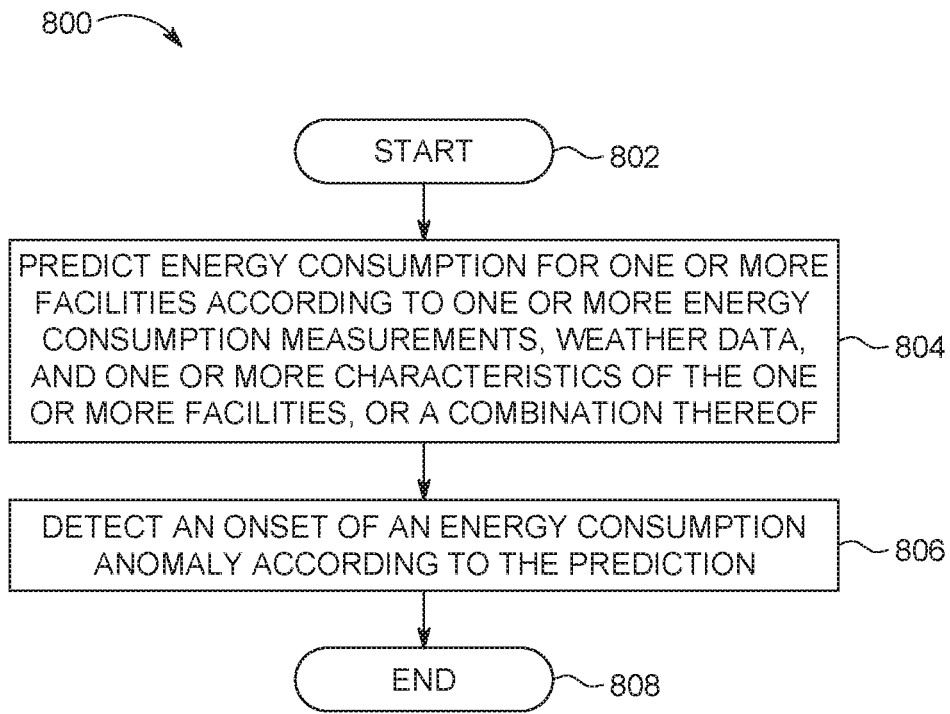 800
START
802
PREDICT ENERGY CONSUMPTION FOR ONE OR MORE
FACILITIES ACCORDING TO ONE OR MORE ENERGY
CONSUMPTION MEASUREMENTS, WEATHER DATA,
AND ONE OR MORE CHARACTERISTICS OF THE ONE
OR MORE FACILITIES, OR A COMBINATION THEREOF
804
DETECT AN ONSET OF AN ENERGY CONSUMPTION
ANOMALY ACCORDING TO THE PREDICTION
806
END
808